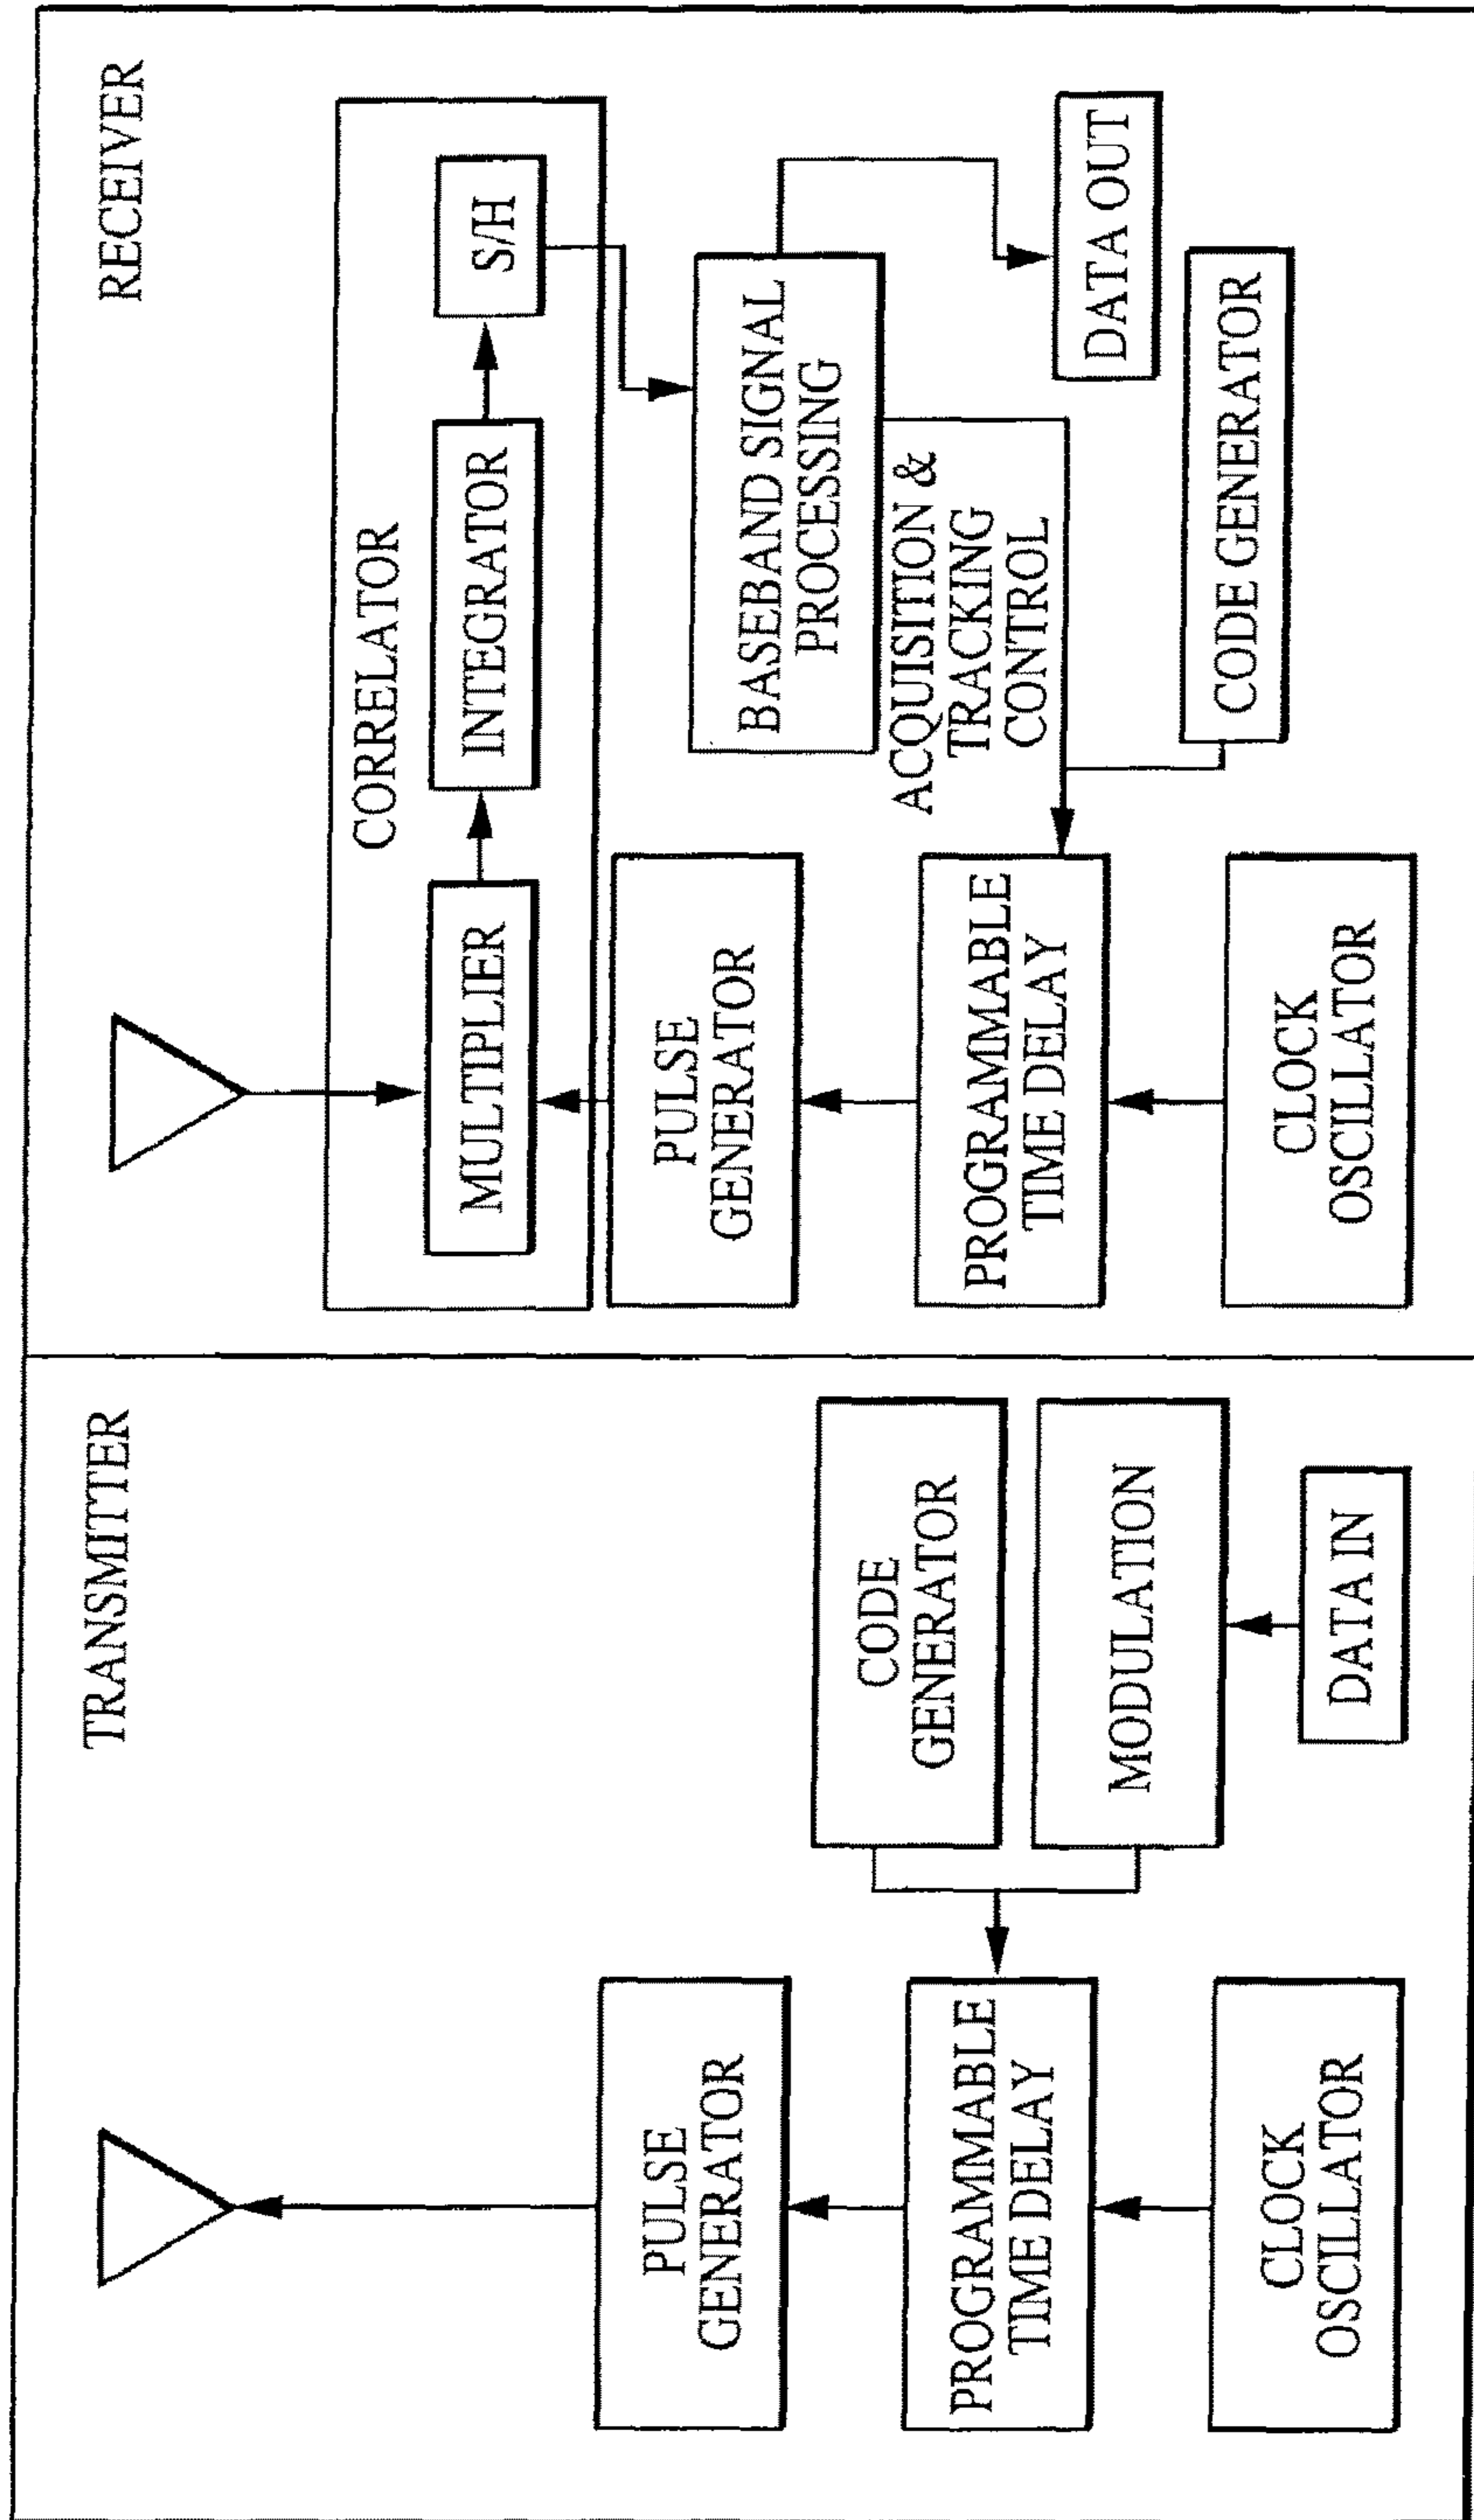 TRANSMITTER
PULSE
GENERATOR
PROGRAMMABLE
TIME DELAY
CLOCK
OSCILLATOR
CODE
GENERATOR
MODULATION
DATA IN
RECEIVER
CORRELATOR
MULTIPLIER
INTEGRATOR
S/H
PULSE
GENERATOR
BASEBAND SIGNAL
PROCESSING
ACQUISITION &
TRACKING
CONTROL
PROGRAMMABLE
TIME DELAY
DATA OUT
CODE GENERATOR
CLOCK
OSCILLATOR